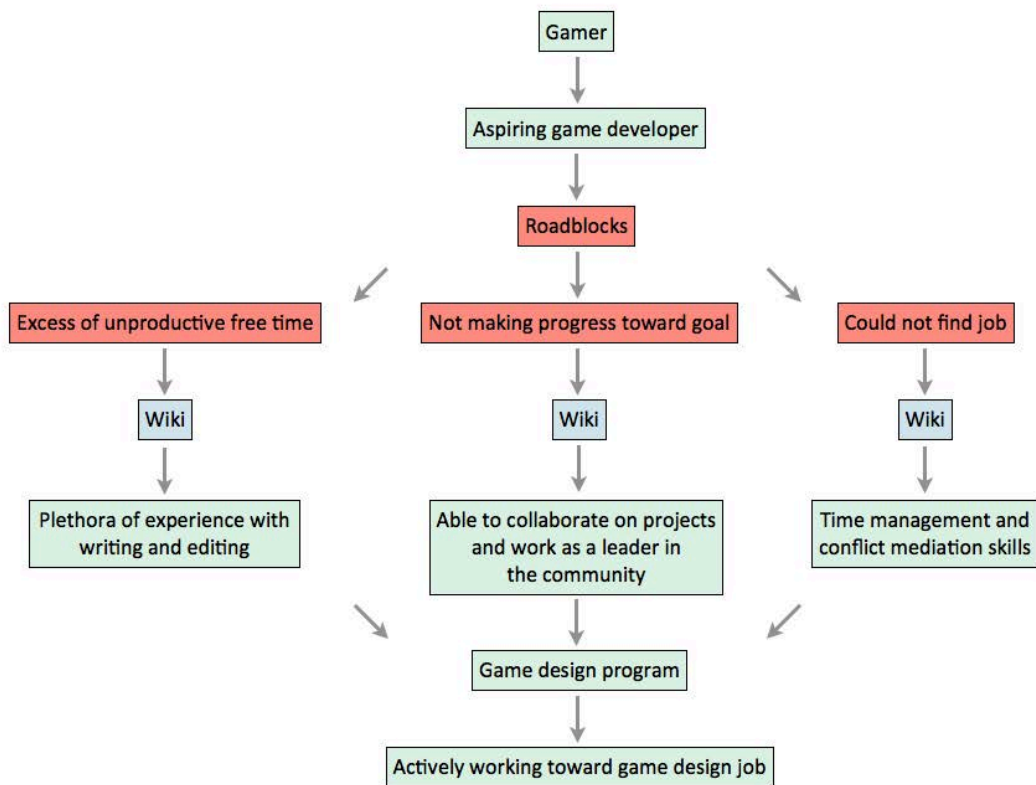 Gamer
Aspiring game developer
Roadblocks
Excess of unproductive free time
Not making progress toward goal
Could not find job
Wiki
Wiki
Wiki
Plethora of experience with
writing and editing
Able to collaborate on projects
and work as a leader in
the community
Time management and
conflict mediation skills
Game design program
Actively working toward game design job